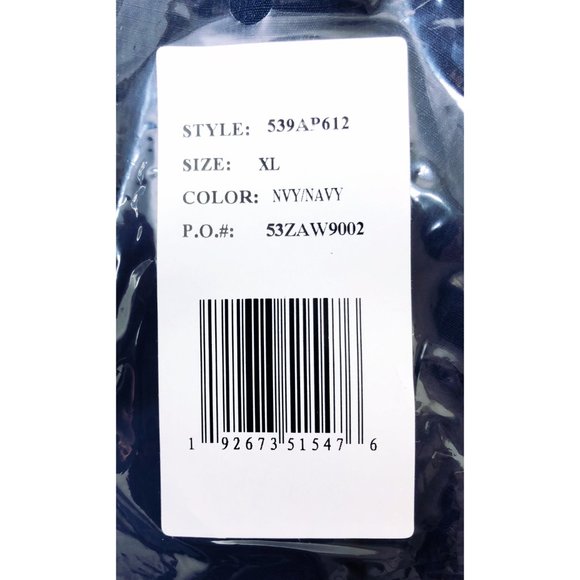 STYLE: 539AP612
SIZE: XL
COLOR: NVY/NAVY
P.O.#: 53ZAW9002
1 92673 51547 6